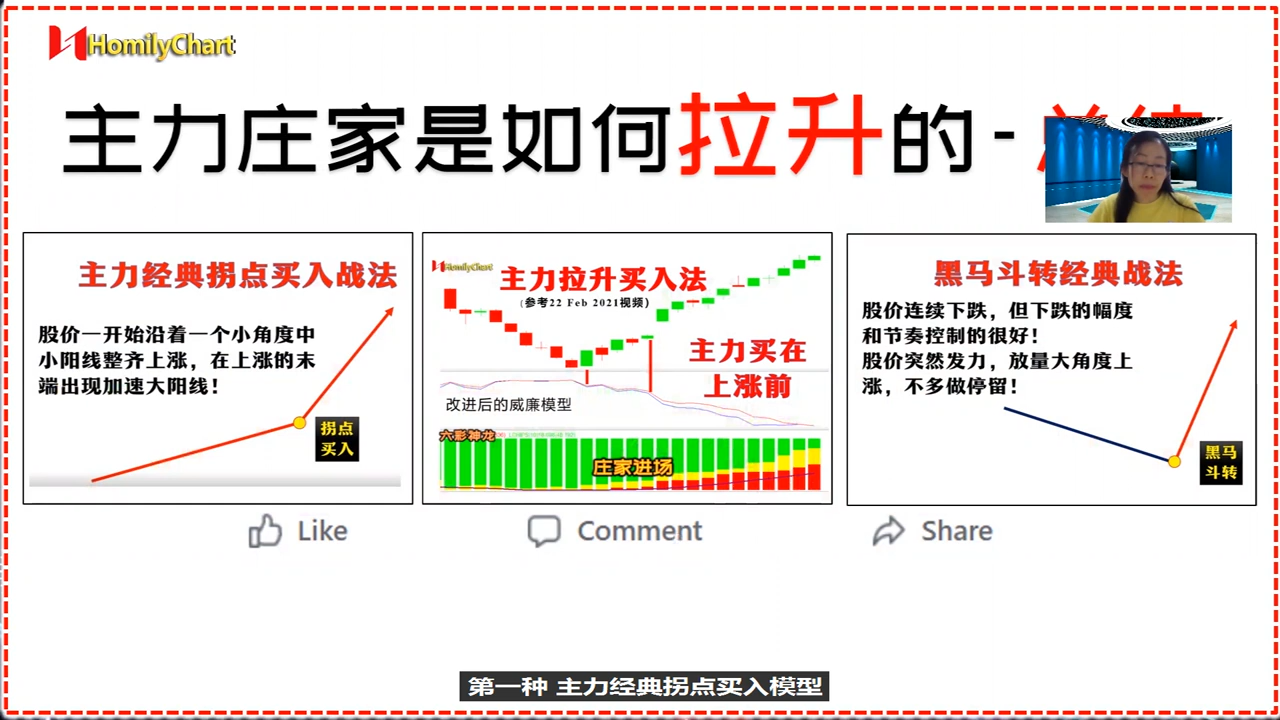 HomilyChart
主力庄家是如何拉升的 -
主力经典拐点买入战法
股价一开始沿着一个小角度中
小阳线整齐上涨，在上涨的末
端出现加速大阳线！
拐点
买入
HomilyChart
主力拉升买入法
(参考22 Feb 2021视频)
主力买在
上涨前
改进后的威廉模型
六彩神龙
庄家进场
黑马斗转经典战法
股价连续下跌，但下跌的幅度
和节奏控制的很好！
股价突然发力，放量大角度上
涨，不多做停留！
黑马
斗转
Like
Comment
Share
第一种 主力经典拐点买入模型